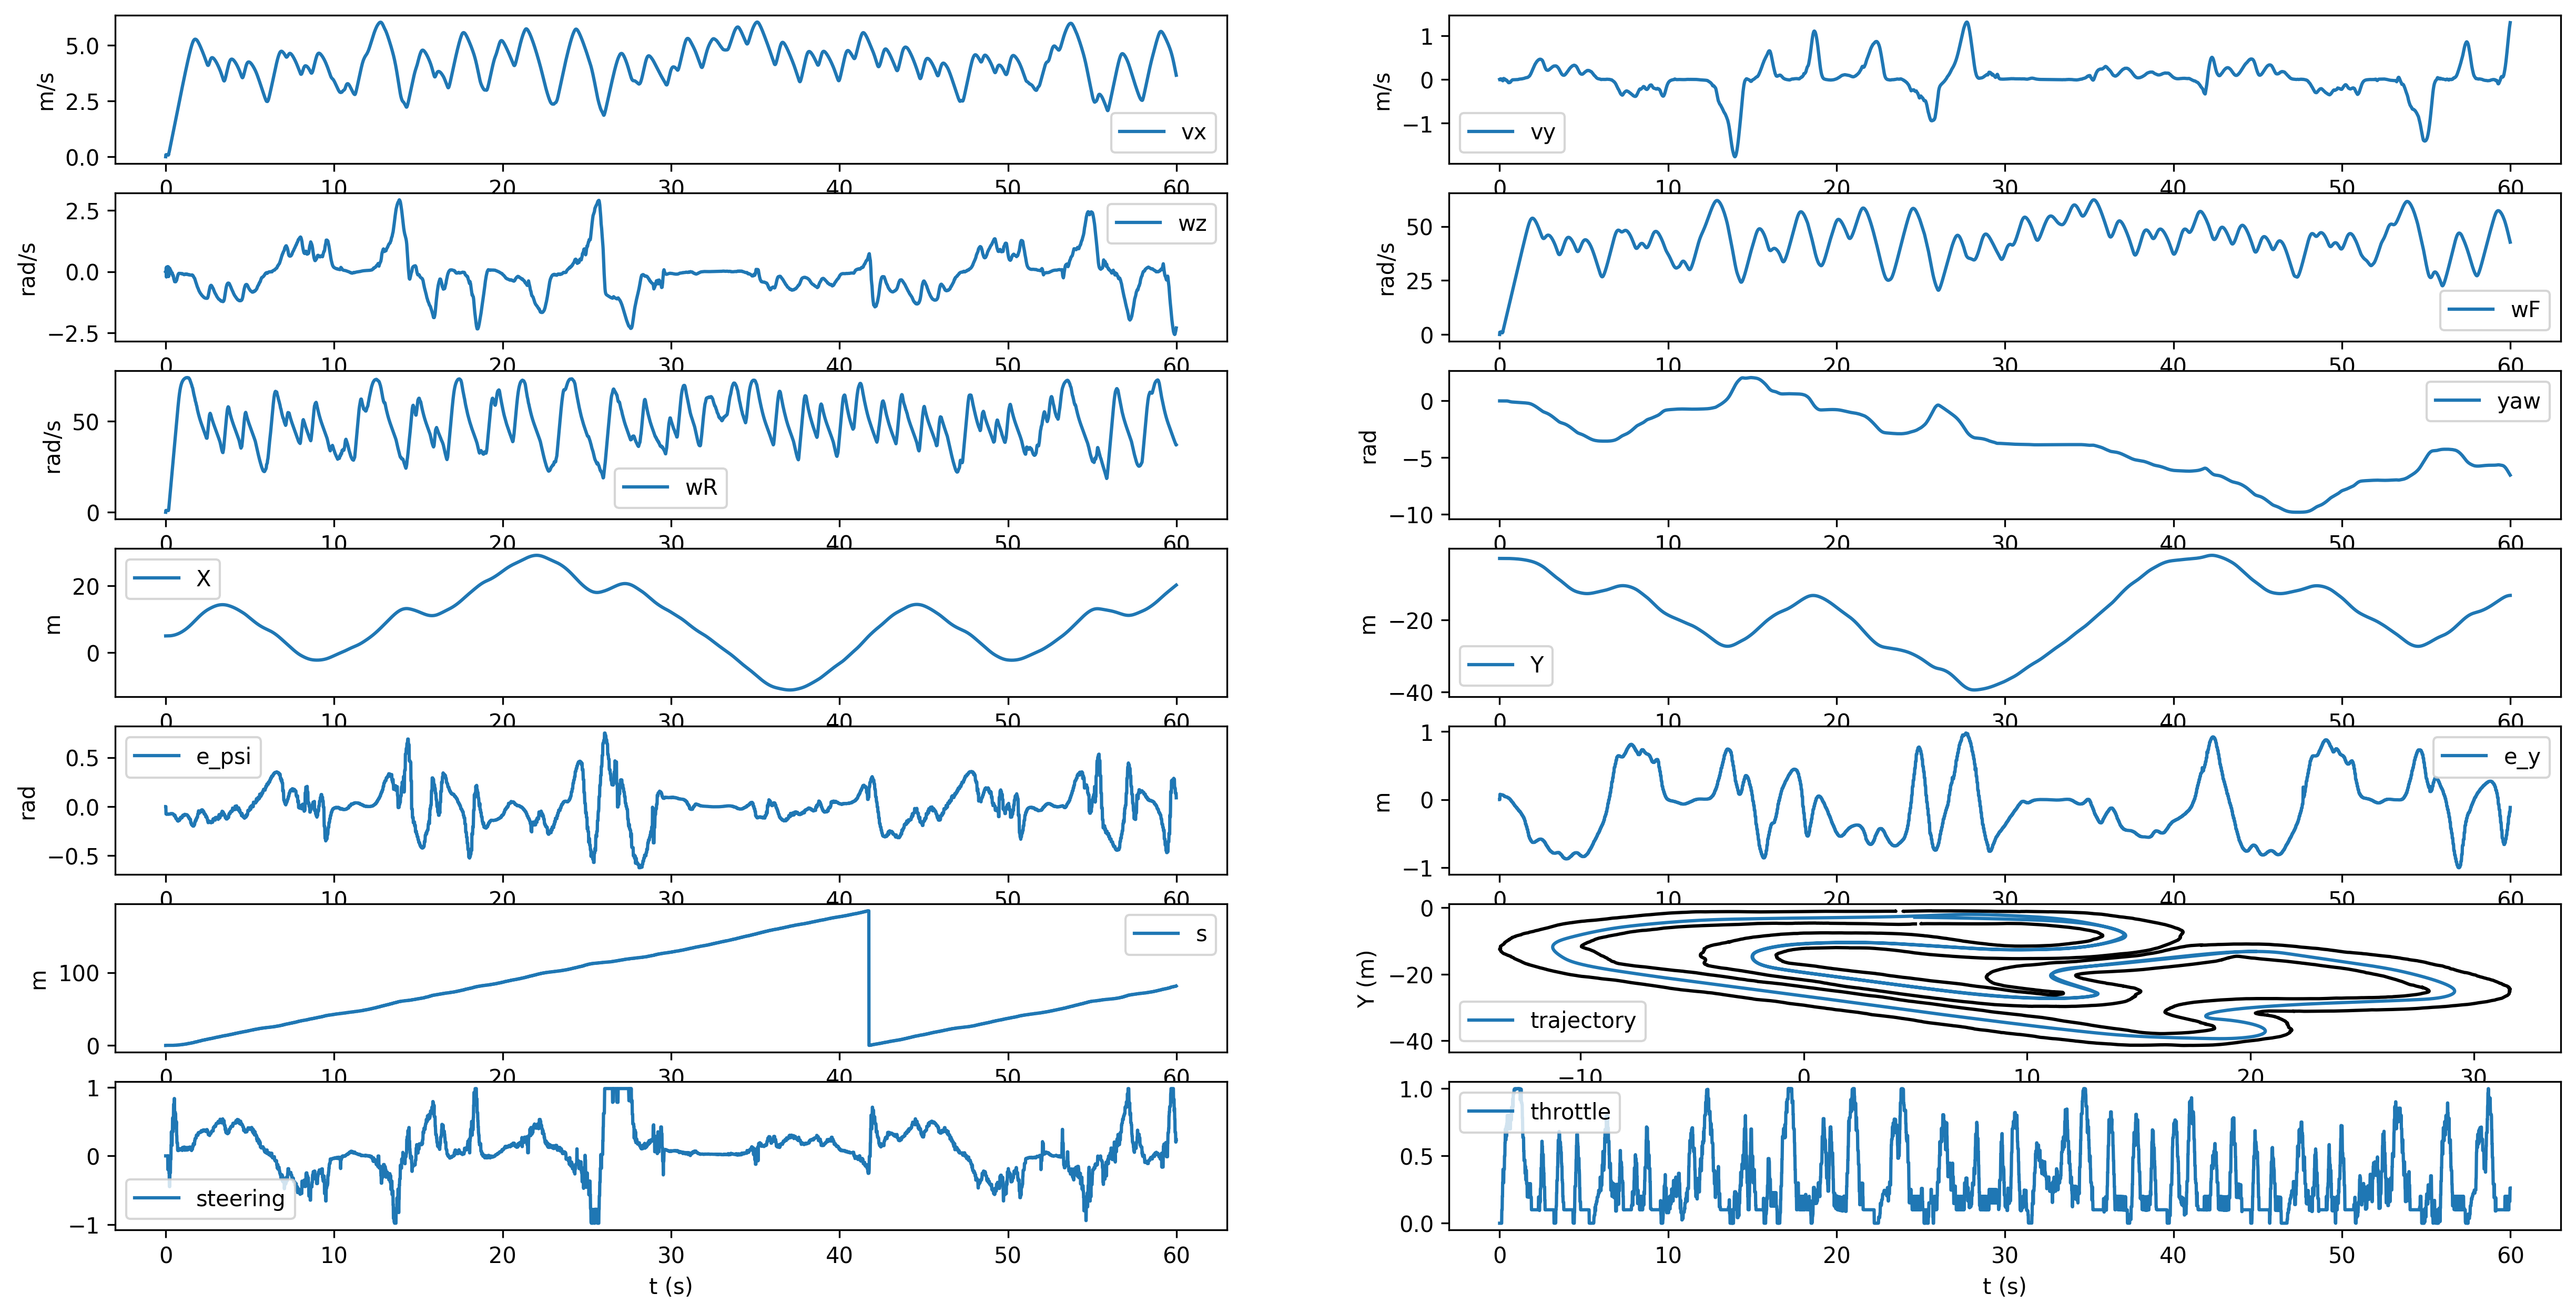 5.0
2.5
0.0
m/s
vx
0 10 20 30 40 50 60
1
0
−1
m/s
vy
0 10 20 30 40 50 60
2.5
0.0
−2.5
rad/s
wz
0 10 20 30 40 50 60
50
25
0
rad/s
wF
0 10 20 30 40 50 60
50
0
rad/s
wR
0 10 20 30 40 50 60
0
−5
−10
rad
yaw
0 10 20 30 40 50 60
20
0
m
X
0 10 20 30 40 50 60
−20
−40
m
Y
0 10 20 30 40 50 60
0.5
0.0
−0.5
rad
e_psi
0 10 20 30 40 50 60
1
0
−1
m
e_y
0 10 20 30 40 50 60
100
0
m
s
0 10 20 30 40 50 60
0
−20
−40
Y (m)
trajectory
−10 0 10 20 30
1
0
−1
steering
0 10 20 30 40 50 60
t (s)
1.0
0.5
0.0
throttle
0 10 20 30 40 50 60
t (s)